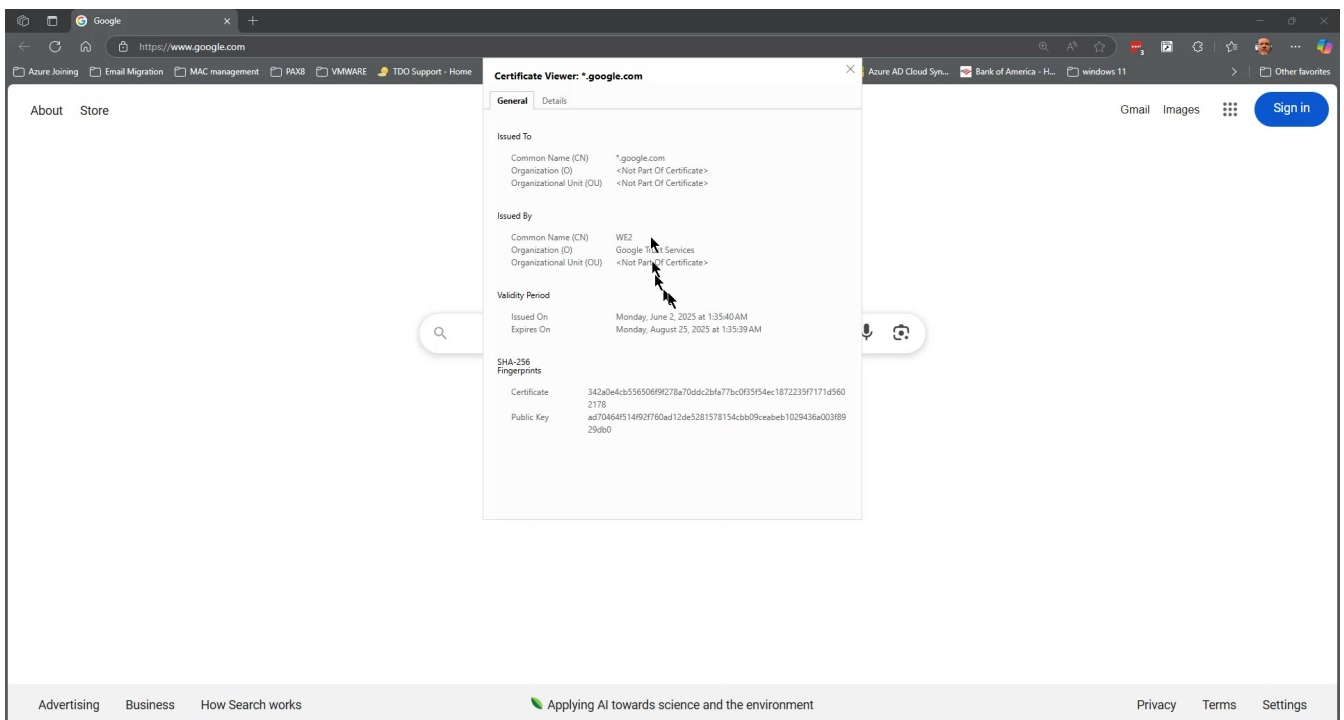 Google
https://www.google.com
Azure Joining Email Migration MAC management PAX8 VMWARE TDO Support - Home Azure AD Cloud Syn... Bank of America - H... windows 11 Other favorites
Certificate Viewer: *.google.com
General Details
About Store
Gmail Images Sign in
Issued To
Common Name (CN) *.google.com
Organization (O) <Not Part Of Certificate>
Organizational Unit (OU) <Not Part Of Certificate>
Issued By
Common Name (CN) WE2
Organization (O) Google Trust Services
Organizational Unit (OU) <Not Part Of Certificate>
Validity Period
Issued On Monday, June 2, 2025 at 1:35:40 AM
Expires On Monday, August 25, 2025 at 1:35:39 AM
SHA-256
Fingerprints
Certificate 342a0e4cb556506f9f278a70ddc2bfa77bc0f35f54ec1872235f7171d560
2178
Public Key ad70464f514f92f760ad12de5281578154cbb09ceabeb1029436a003f89
29db0
Advertising Business How Search works Applying AI towards science and the environment Privacy Terms Settings